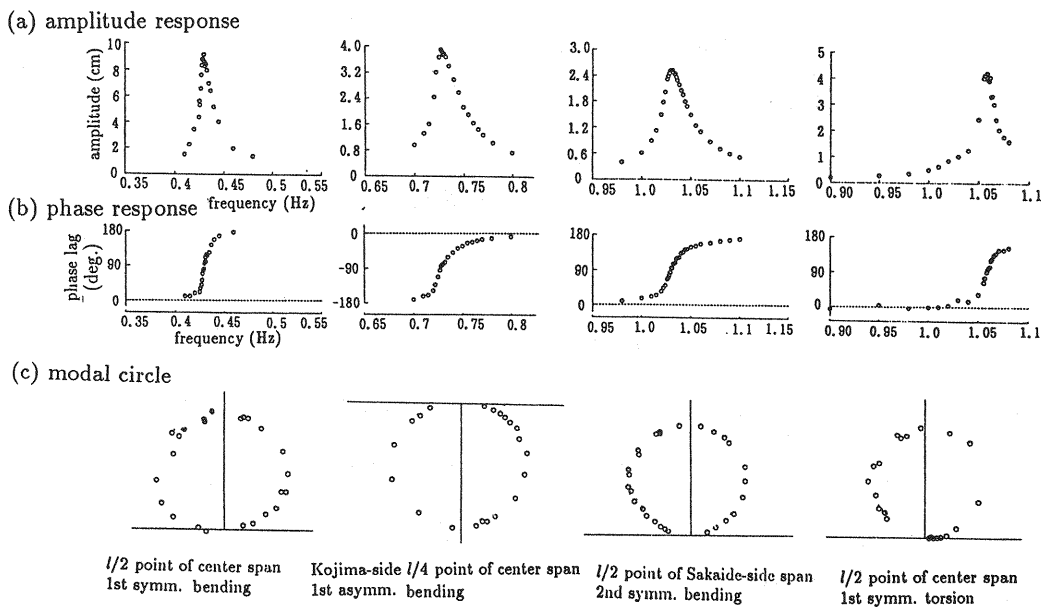 (a) amplitude response
amplitude (cm)
10
8
6
4
2
0
0.35 0.4 0.45 0.55
4.0
3.2
2.4
1.6
0.8
0
0.65 0.7 0.75 0.8
3.0
2.4
1.8
1.2
0.6
0.95 1.0 1.05 1.1 1.15
5
4
3
2
1
0
0.90 0.95 1.00 1.05 1.1
frequency (Hz)
(b) phase response
phase lag
(deg.)
180
90
0
0.35 0.4 0.45 0.55
frequency (Hz)
0
-90
-180
0.65 0.7 0.75 0.8
180
90
0
0.95 1.0 1.05 1.1 1.15
180
90
0
0.90 0.95 1.00 1.05 1.1
(c) modal circle
l/2 point of center span
1st symm. bending
Kojima-side l/4 point of center span
1st asymm. bending
l/2 point of Sakaide-side span
2nd symm. bending
l/2 point of center span
1st symm. torsion